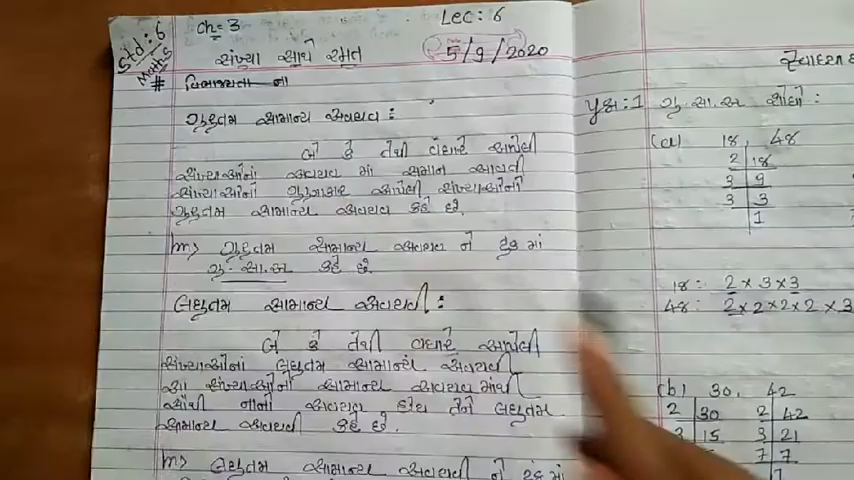 Std: 6
Maths
Ch= 3
Lec: 6
સંખ્યા સાથે રમત
Date 5/9/2020
# વિભાજ્યતા ના
ગુરુતમ સામાન્ય અવયવ :
બે કે તેથી વધારે આપેલી
સંખ્યાઓનાં અવયવ માં સમાન આવતી
સંખ્યાઓનો ગુણાકાર આપેલી સંખ્યાઓનો
ગુરુતમ સામાન્ય અવયવ કહે છે.
ગુરુતમ સામાન્ય અવયવ ને ટુંક માં
ગુ. સા. અ કહે છે
લઘુતમ સામાન્ય અવયવી :
બે કે તેથી વધારે આપેલી
સંખ્યાઓનાં લઘુતમ સામાન્ય અવયવી
આ સંખ્યાઓનો સામાન્ય અવયવ માંથી
સૌથી નાનો અવયવ હોય તેને લઘુતમ
સામાન્ય અવયવી કહે છે.
લઘુતમ સામાન્ય અવયવી ને ટુંક માં
સ્વાધ્યાય
પ્રશ્ન: 1 ગુ. સા. અ શોધો :
(a) 18, 48
2 18
3 9
3 3
1
18: 2 × 3 × 3
48: 2 × 2 × 2 × 2 × 3
(b) 30, 42
2 30 2 42
3 15 3 21
7 7
1